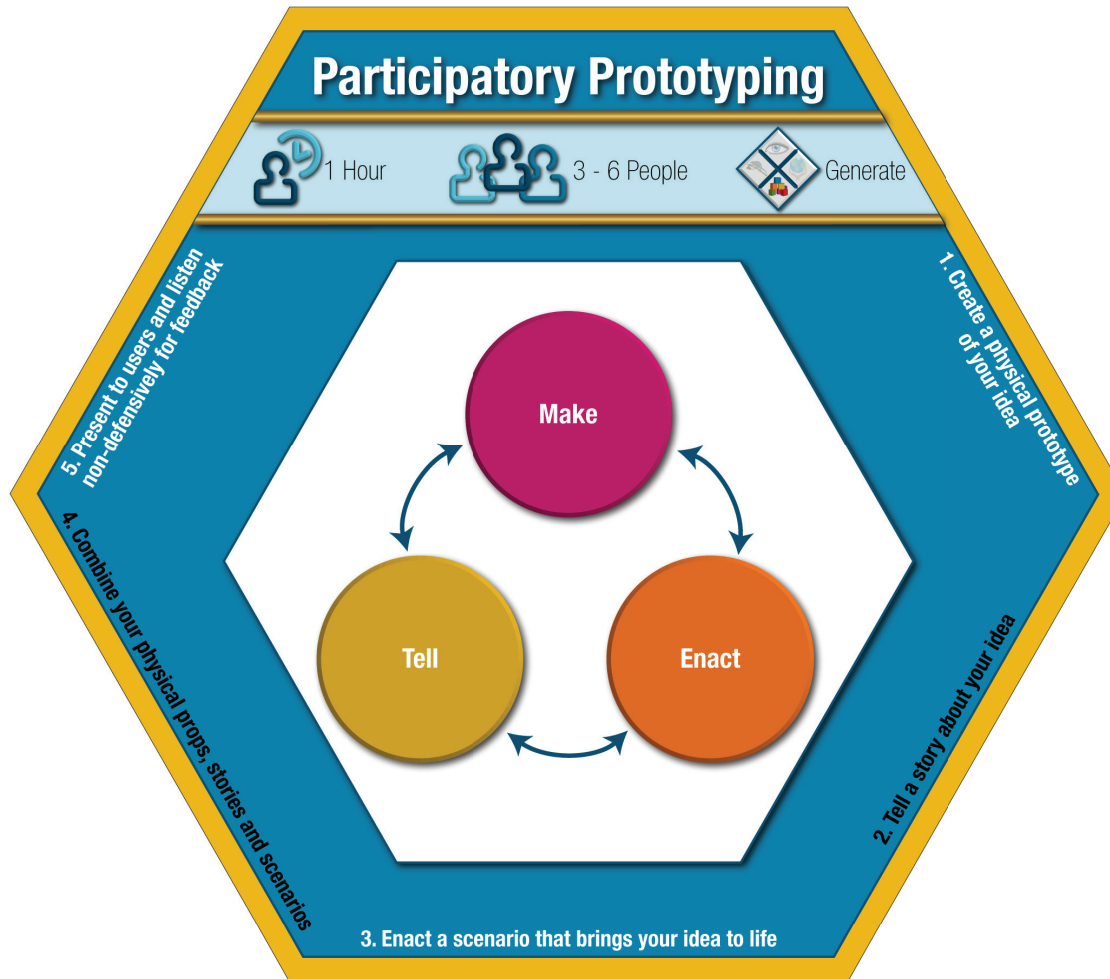 Participatory Prototyping
1 Hour
3 - 6 People
Generate
1. Create a physical prototype
of your idea
2. Tell a story about your idea
3. Enact a scenario that brings your idea to life
4. Combine your physical props, stories and scenarios
5. Present to users and listen
non-defensively for feedback
Make
Tell
Enact